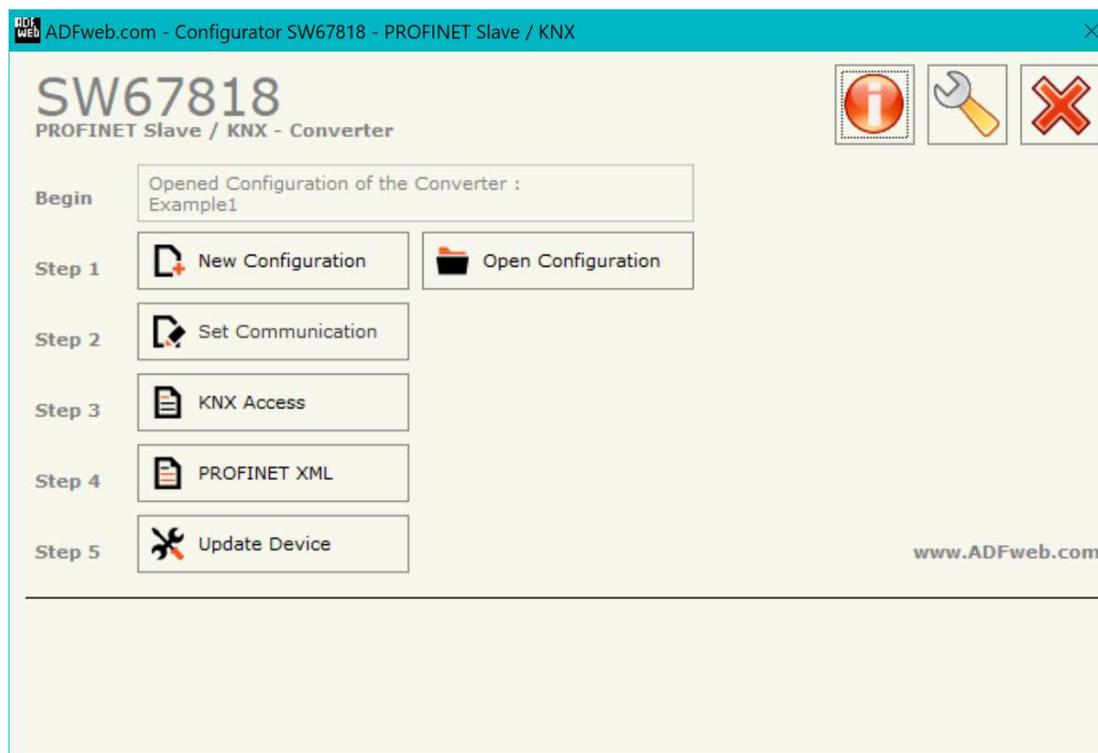 ADF
WEB
ADFweb.com - Configurator SW67818 - PROFINET Slave / KNX
SW67818
PROFINET Slave / KNX - Converter
Begin
Opened Configuration of the Converter :
Example1
Step 1
New Configuration
Open Configuration
Step 2
Set Communication
Step 3
KNX Access
Step 4
PROFINET XML
Step 5
Update Device
www.ADFweb.com